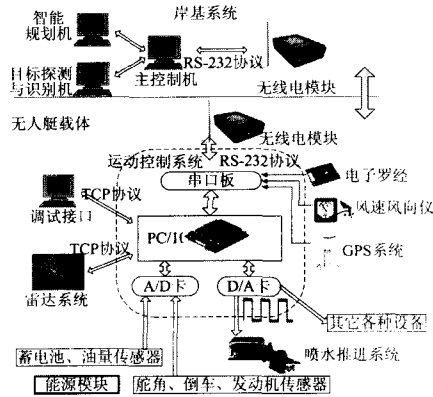 岸基系统
智能
规划机
RS-232协议
目标探测
与识别机
主控制机
无线电模块
无人艇载体
无线电模块
运动控制系统
RS-232协议
串口板
电子罗经
TCP协议
风速风向仪
调试接口
TCP协议
GPS系统
雷达系统
A/D卡
D/A卡
其它各种设备
蓄电池、油量传感器
喷水推进系统
能源模块
舵角、倒车、发动机传感器